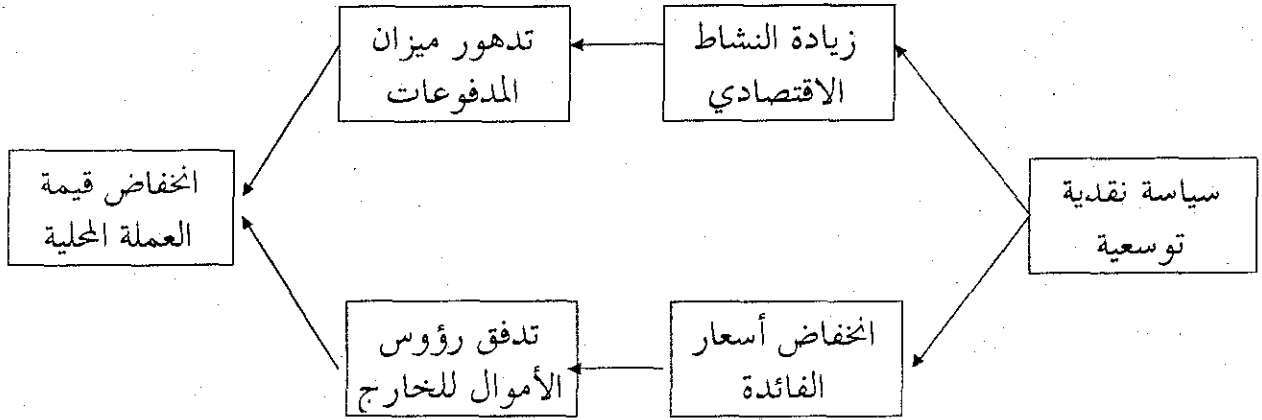 سياسة نقدية
توسعية
زيادة النشاط
الاقتصادي
تدهور ميزان
المدفوعات
انخفاض أسعار
الفائدة
تدفق رؤوس
الأموال للخارج
انخفاض قيمة
العملة المحلية